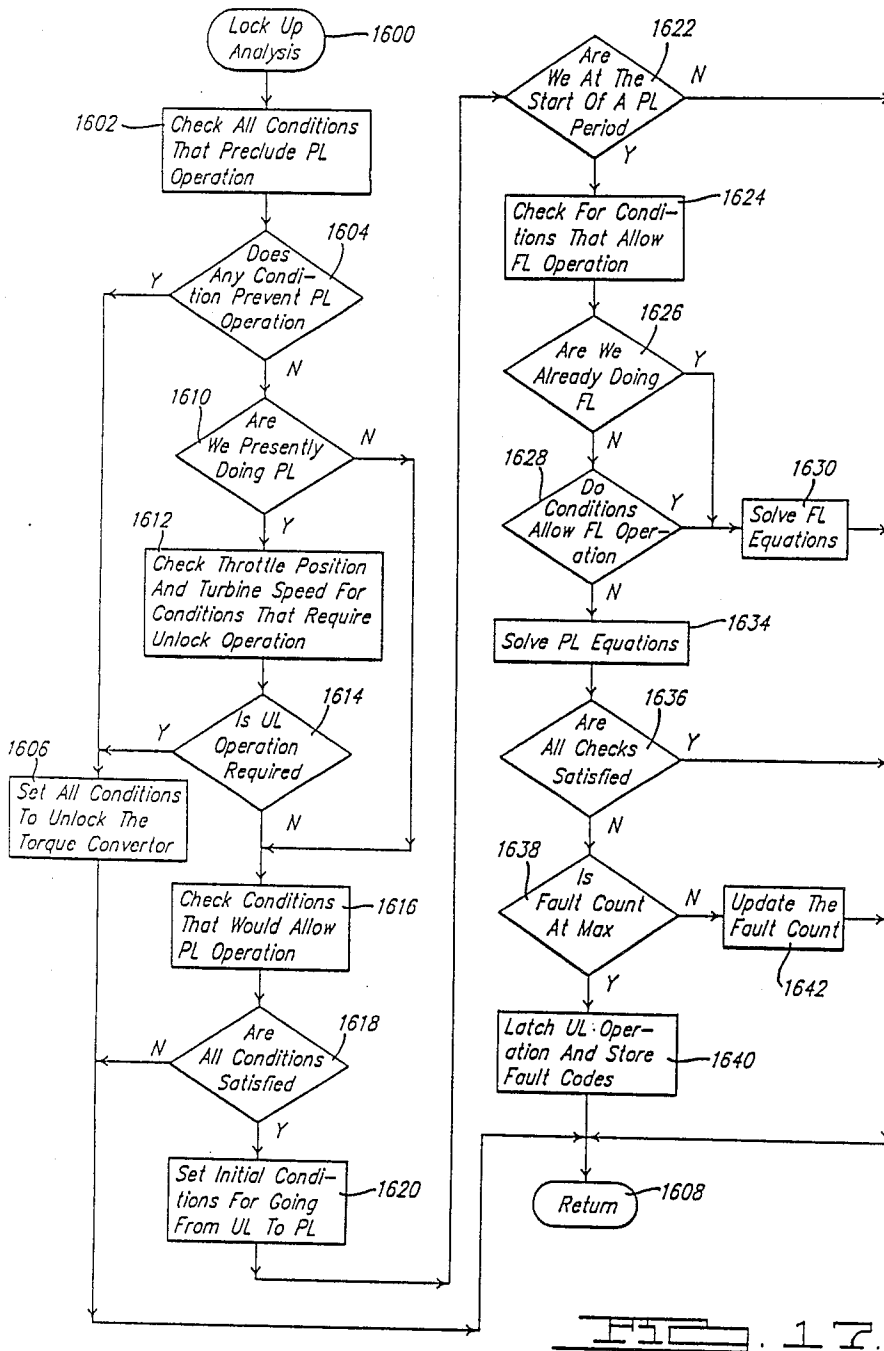 Lock Up
Analysis
1600
1602
Check All Conditions
That Preclude PL
Operation
1604
Does
Any Condi-
tion Prevent PL
Operation
Y
N
1610
Are
We Presently
Doing PL
N
Y
1612
Check Throttle Position
And Turbine Speed For
Conditions That Require
Unlock Operation
1614
Is UL
Operation
Required
Y
N
1606
Set All Conditions
To Unlock The
Torque Convertor
Check Conditions
That Would Allow
PL Operation
1616
Are
All Conditions
Satisfied
1618
N
Y
Set Initial Condi-
tions For Going
From UL To PL
1620
1622
Are
We At The
Start Of A PL
Period
N
Y
1624
Check For Condi-
tions That Allow
FL Operation
1626
Are We
Already Doing
FL
Y
N
1628
Do
Conditions
Allow FL Oper-
ation
Y
N
1630
Solve FL
Equations
1634
Solve PL Equations
1636
Are
All Checks
Satisfied
Y
N
1638
Is
Fault Count
At Max
N
Y
Update The
Fault Count
1642
Latch UL Oper-
ation And Store
Fault Codes
1640
Return
1608
FIG. 17.